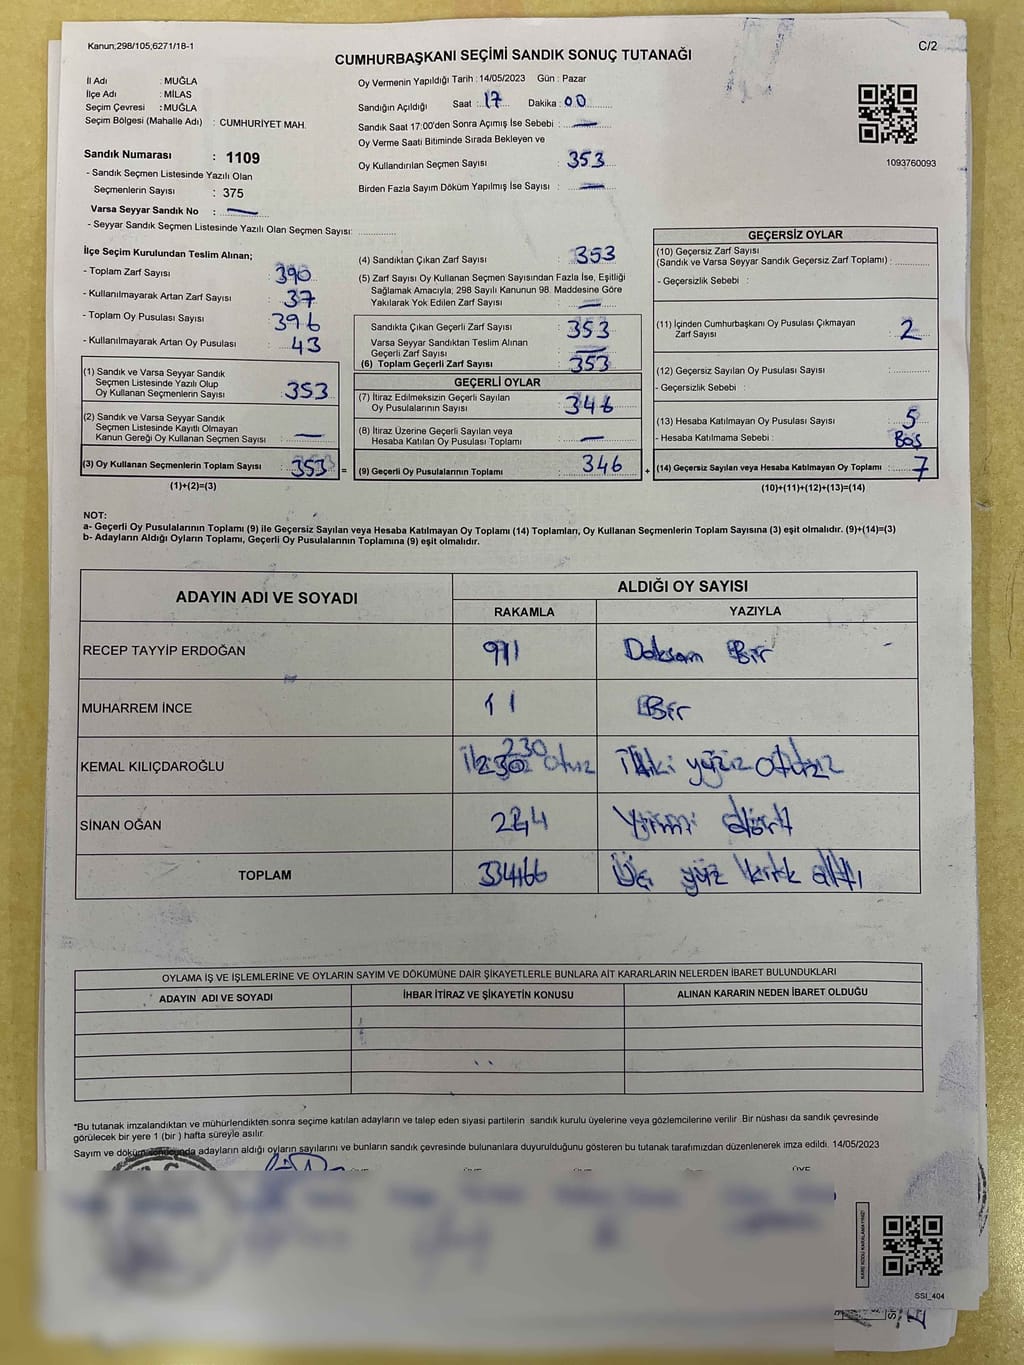 Kanun;298/105,6271/18-1
C/2
CUMHURBAŞKANI SEÇİMİ SANDIK SONUÇ TUTANAĞI
İl Adı : MUĞLA
İlçe Adı : MİLAS
Seçim Çevresi : MUĞLA
Seçim Bölgesi (Mahalle Adı) : CUMHURİYET MAH.
Sandık Numarası : 1109
- Sandık Seçmen Listesinde Yazılı Olan
Seçmenlerin Sayısı : 375
Varsa Seyyar Sandık No : —
- Seyyar Sandık Seçmen Listesinde Yazılı Olan Seçmen Sayısı: ............
Oy Vermenin Yapıldığı Tarih : 14/05/2023 Gün : Pazar
Sandığın Açıldığı Saat : 17 Dakika : 00
Sandık Saat 17:00'den Sonra Açımış İse Sebebi : —
Oy Verme Saati Bitiminde Sırada Bekleyen ve
Oy Kullandırılan Seçmen Sayısı : 353
Birden Fazla Sayım Döküm Yapılmış İse Sayısı : —
1093760093
İlçe Seçim Kurulundan Teslim Alınan;
- Toplam Zarf Sayısı : 390
- Kullanılmayarak Artan Zarf Sayısı : 37
- Toplam Oy Pusulası Sayısı : 396
- Kullanılmayarak Artan Oy Pusulası : 43
(1) Sandık ve Varsa Seyyar Sandık
Seçmen Listesinde Yazılı Olup
Oy Kullanan Seçmenlerin Sayısı : 353
(2) Sandık ve Varsa Seyyar Sandık
Seçmen Listesinde Kayıtlı Olmayan
Kanun Gereği Oy Kullanan Seçmen Sayısı : —
(3) Oy Kullanan Seçmenlerin Toplam Sayısı : 353 =
(1)+(2)=(3)
(4) Sandıktan Çıkan Zarf Sayısı : 353
(5) Zarf Sayısı Oy Kullanan Seçmen Sayısından Fazla İse, Eşitliği
Sağlamak Amacıyla, 298 Sayılı Kanunun 98. Maddesine Göre
Yakılarak Yok Edilen Zarf Sayısı : —
Sandıkta Çıkan Geçerli Zarf Sayısı : 353
Varsa Seyyar Sandıktan Teslim Alınan
Geçerli Zarf Sayısı : —
(6) Toplam Geçerli Zarf Sayısı : 353
GEÇERLİ OYLAR
(7) İtiraz Edilmeksizin Geçerli Sayılan
Oy Pusulalarının Sayısı : 346
(8) İtiraz Üzerine Geçerli Sayılan veya
Hesaba Katılan Oy Pusulası Toplamı : —
(9) Geçerli Oy Pusulalarının Toplamı : 346 +
GEÇERSİZ OYLAR
(10) Geçersiz Zarf Sayısı
(Sandık ve Varsa Seyyar Sandık Geçersiz Zarf Toplamı) : ............
- Geçersizlik Sebebi :
(11) İçinden Cumhurbaşkanı Oy Pusulası Çıkmayan
Zarf Sayısı : 2
(12) Geçersiz Sayılan Oy Pusulası Sayısı : ............
- Geçersizlik Sebebi :
(13) Hesaba Katılmayan Oy Pusulası Sayısı : 5
- Hesaba Katılmama Sebebi : Boş
(14) Geçersiz Sayılan veya Hesaba Katılmayan Oy Toplamı : 7
(10)+(11)+(12)+(13)=(14)
NOT:
a- Geçerli Oy Pusulalarının Toplamı (9) ile Geçersiz Sayılan veya Hesaba Katılmayan Oy Toplamı (14) Toplamları, Oy Kullanan Seçmenlerin Toplam Sayısına (3) eşit olmalıdır. (9)+(14)=(3)
b- Adayların Aldığı Oyların Toplamı, Geçerli Oy Pusulalarının Toplamına (9) eşit olmalıdır.
ADAYIN ADI VE SOYADI
ALDIĞI OY SAYISI
RAKAMLA YAZIYLA
RECEP TAYYİP ERDOĞAN 91 Doksan Bir
MUHARREM İNCE 1 Bir
KEMAL KILIÇDAROĞLU 230 İki yüz otuz
SİNAN OĞAN 24 Yirmi dört
TOPLAM 346 Üç yüz kırk altı
OYLAMA İŞ VE İŞLEMLERİNE VE OYLARIN SAYIM VE DÖKÜMÜNE DAİR ŞİKAYETLERLE BUNLARA AİT KARARLARIN NELERDEN İBARET BULUNDUKLARI
ADAYIN ADI VE SOYADI İHBAR İTİRAZ VE ŞİKAYETİN KONUSU ALINAN KARARIN NEDEN İBARET OLDUĞU
*Bu tutanak imzalandıktan ve mühürlendikten sonra seçime katılan adayların ve talep eden siyasi partilerin sandık kurulu üyelerine veya gözlemcilerine verilir. Bir nüshası da sandık çevresinde
görülecek bir yere 1 (bir ) hafta süreyle asılır.
Sayım ve döküm sonucunda adayların aldığı oyların sayılarını ve bunların sandık çevresinde bulunanlara duyurulduğunu gösteren bu tutanak tarafımızdan düzenlenerek imza edildi. 14/05/2023
KARE KODU KARALAMAYINIZ!
SSI_404